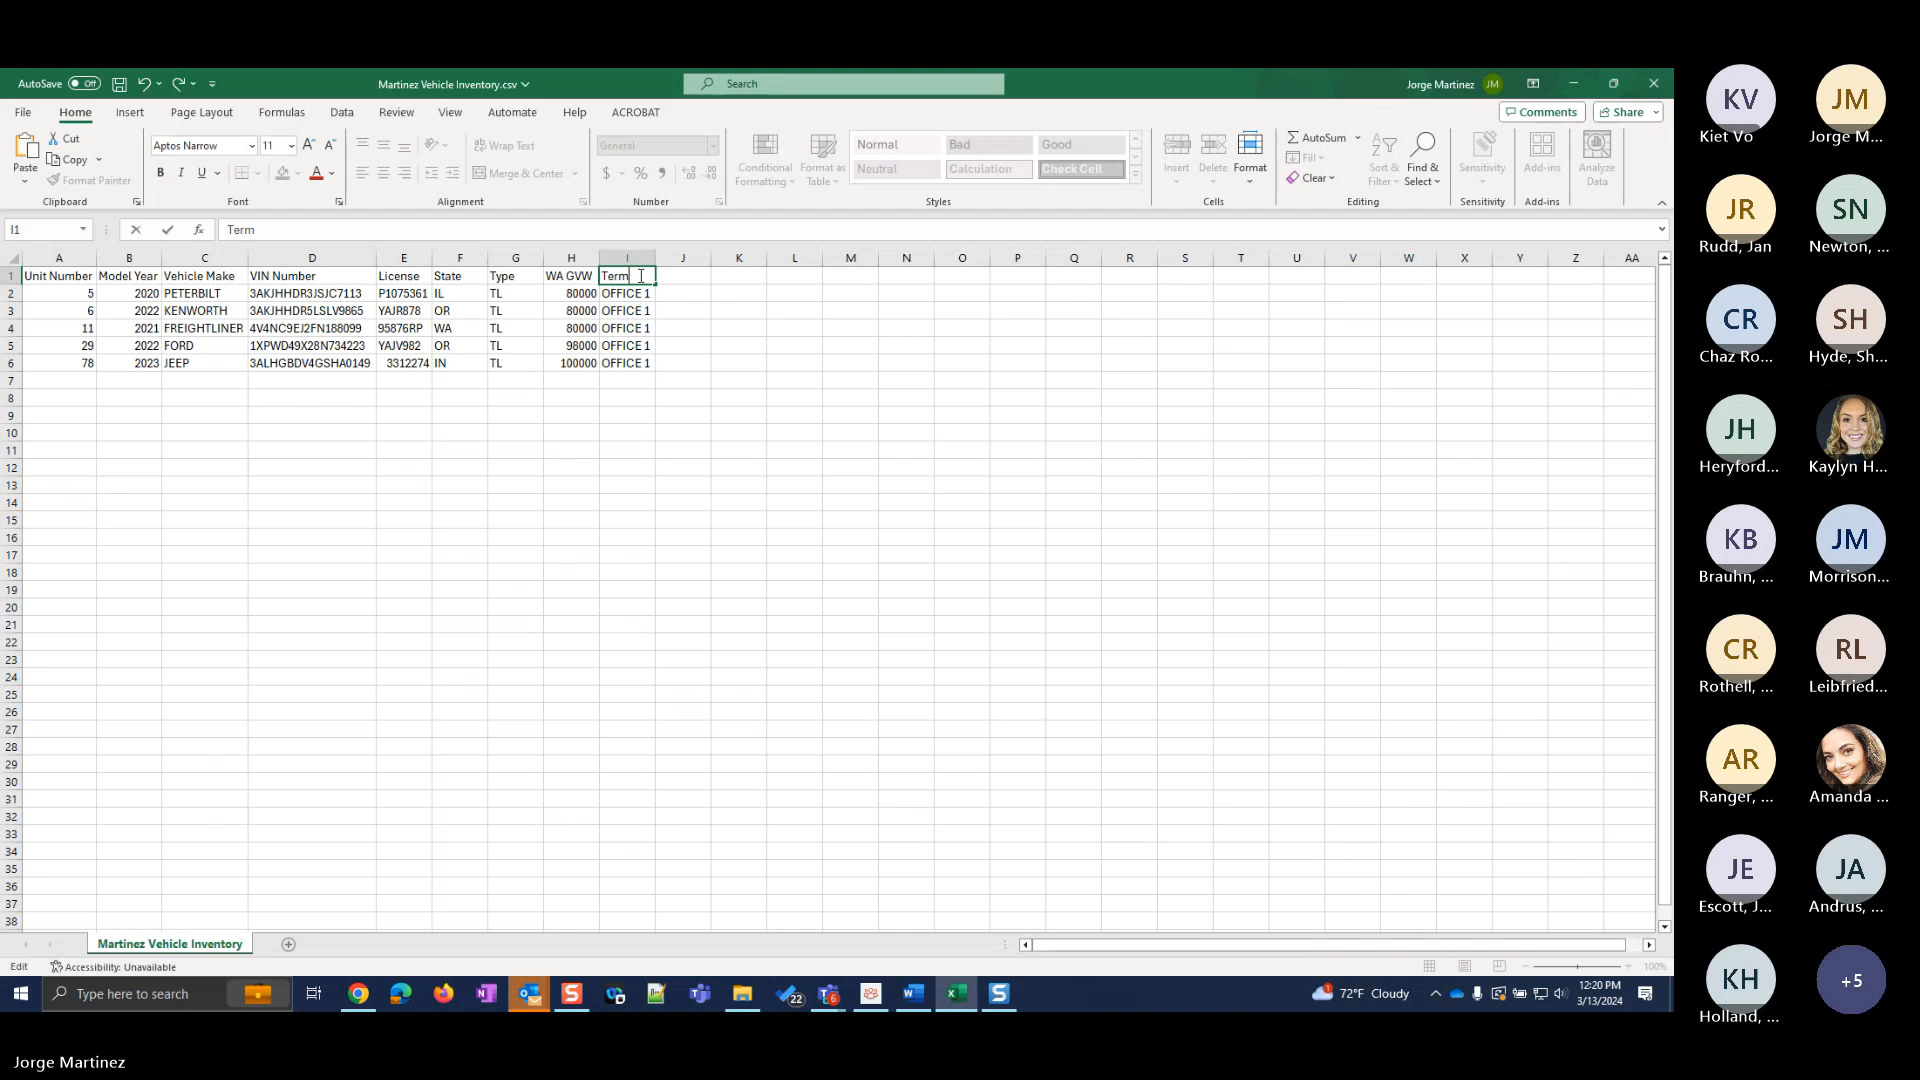 AutoSave Off
Martinez Vehicle Inventory.csv
Search
Jorge Martinez JM
File Home Insert Page Layout Formulas Data Review View Automate Help ACROBAT
Comments Share
Paste
Cut
Copy
Format Painter
Clipboard
Aptos Narrow 11
B I U
Font
Wrap Text
Merge & Center
Alignment
General
$ %
Number
Conditional Formatting
Format as Table
Normal Bad Good
Neutral Calculation Check Cell
Styles
Insert Delete Format
Cells
AutoSum
Fill
Clear
Sort & Filter
Find & Select
Editing
Sensitivity
Sensitivity
Add-ins
Add-ins
Analyze Data
I1 fx Term
A B C D E F G H I J K L M N O P Q R S T U V W X Y Z AA
1 Unit Number Model Year Vehicle Make VIN Number License State Type WA GVW Term
2 5 2020 PETERBILT 3AKJHHDR3JSJC7113 P1075361 IL TL 80000 OFFICE 1
3 6 2022 KENWORTH 3AKJHHDR5LSLV9865 YAJR878 OR TL 80000 OFFICE 1
4 11 2021 FREIGHTLINER 4V4NC9EJ2FN188099 95876RP WA TL 80000 OFFICE 1
5 29 2022 FORD 1XPWD49X28N734223 YAJV982 OR TL 98000 OFFICE 1
6 78 2023 JEEP 3ALHGBDV4GSHA0149 3312274 IN TL 100000 OFFICE 1
7
8
9
10
11
12
13
14
15
16
17
18
19
20
21
22
23
24
25
26
27
28
29
30
31
32
33
34
35
36
37
38
Martinez Vehicle Inventory
Edit Accessibility: Unavailable
100%
Type here to search
22
6
72°F Cloudy
12:20 PM
3/13/2024
Jorge Martinez
KV JM
Kiet Vo Jorge M...
JR SN
Rudd, Jan Newton, ...
CR SH
Chaz Ro... Hyde, Sh...
JH
Heryford... Kaylyn H...
KB JM
Brauhn, ... Morrison...
CR RL
Rothell, ... Leibfried...
AR
Ranger, ... Amanda ...
JE JA
Escott, J... Andrus, ...
KH +5
Holland, ...